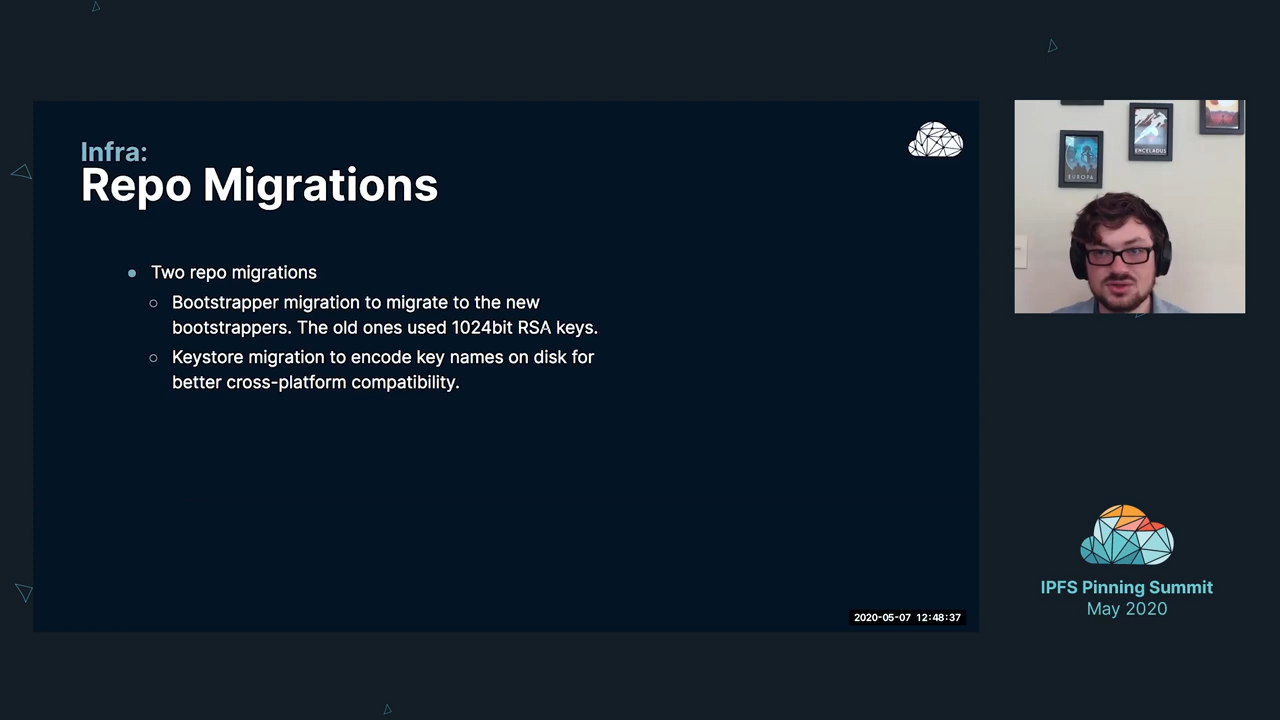 Infra:
Repo Migrations
Two repo migrations
Bootstrapper migration to migrate to the new
bootstrappers. The old ones used 1024bit RSA keys.
Keystore migration to encode key names on disk for
better cross-platform compatibility.
2020-05-07 12:48:37
EUROPA
ENCELADUS
IPFS Pinning Summit
May 2020